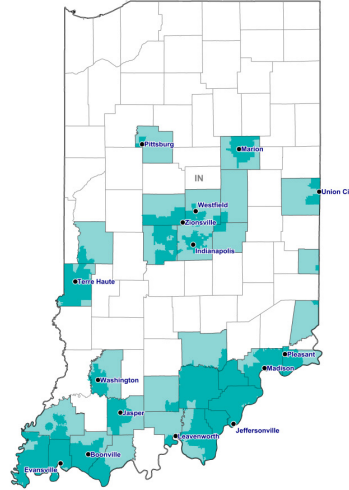 Pittsburg
Marion
IN
Union Ci
Westfield
Zionsville
Indianapolis
Terre Haute
Pleasant
Madison
Washington
Jasper
Jeffersonville
Leavenworth
Boonville
Evansville